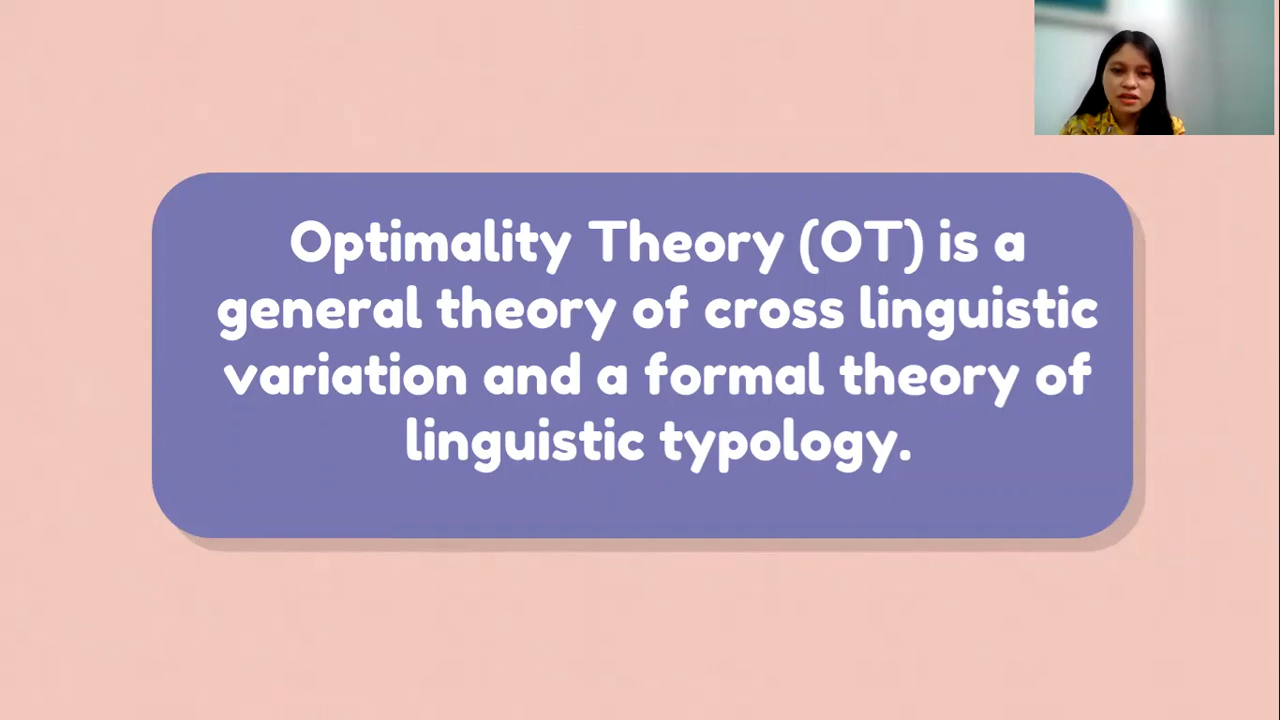 Optimality Theory (OT) is a
general theory of cross linguistic
variation and a formal theory of
linguistic typology.